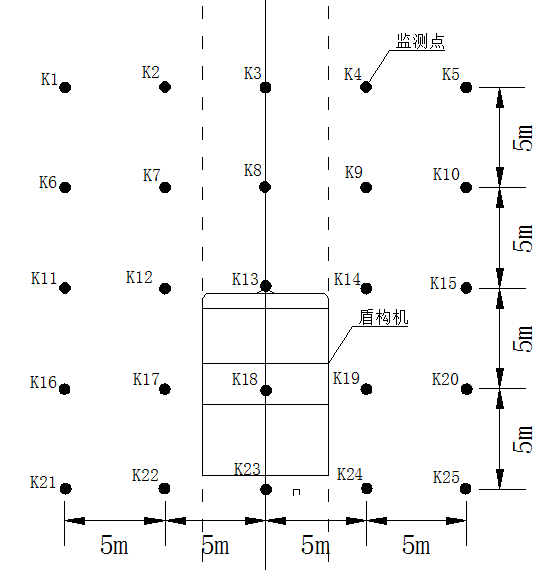 监测点
K1 K2 K3 K4 K5
5m
K6 K7 K8 K9 K10
5m
K11 K12 K13 K14 K15
盾构机
5m
K16 K17 K18 K19 K20
5m
K21 K22 K23 K24 K25
5m 5m 5m 5m